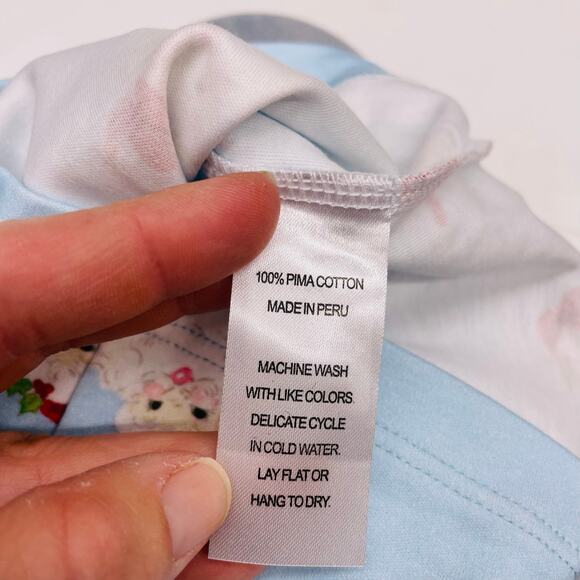 100% PIMA COTTON
MADE IN PERU
MACHINE WASH
WITH LIKE COLORS.
DELICATE CYCLE
IN COLD WATER.
LAY FLAT OR
HANG TO DRY.